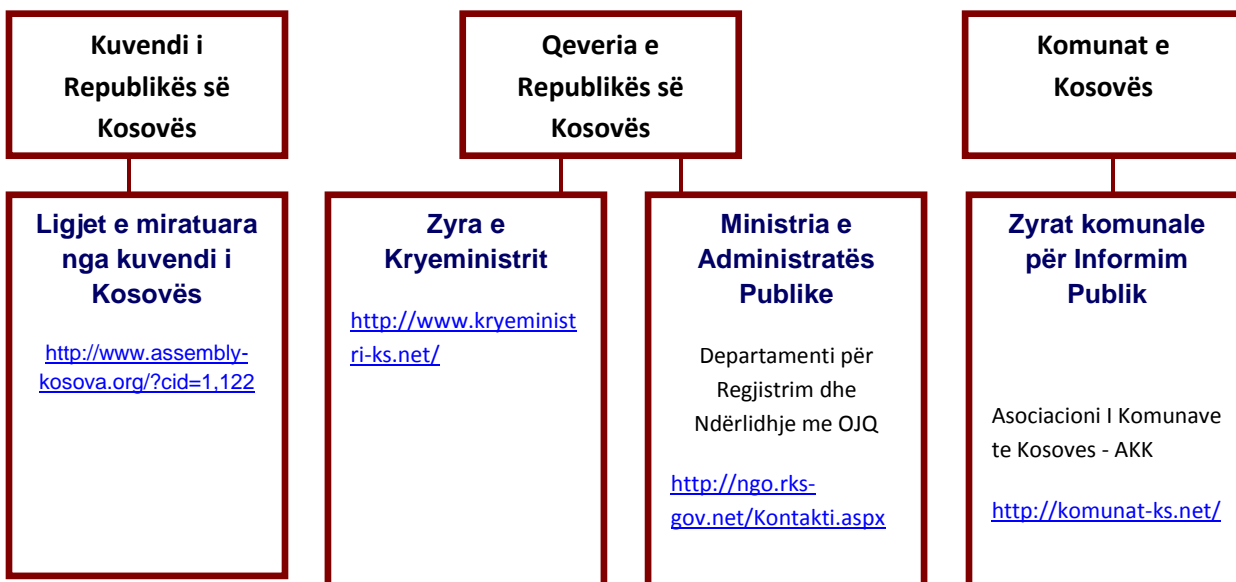 Kuvendi i
Republikës së
Kosovës
Qeveria e
Republikës së
Kosovës
Komunat e
Kosovës
Ligjet e miratuara
nga kuvendi i
Kosovës
http://www.assembly-
kosova.org/?cid=1,122
Zyra e
Kryeministrit
http://www.kryeminist
ri-ks.net/
Ministria e
Administratës
Publike
Departamenti për
Regjistrim dhe
Ndërlidhje me OJQ
http://ngo.rks-
gov.net/Kontakti.aspx
Zyrat komunale
për Informim
Publik
Asociacioni I Komunave
te Kosoves - AKK
http://komunat-ks.net/